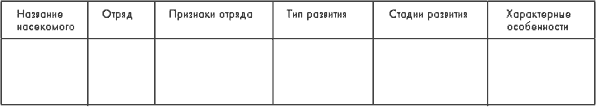 Название насекомого
Отряд
Признаки отряда
Тип развития
Стадии развития
Характерные особенности